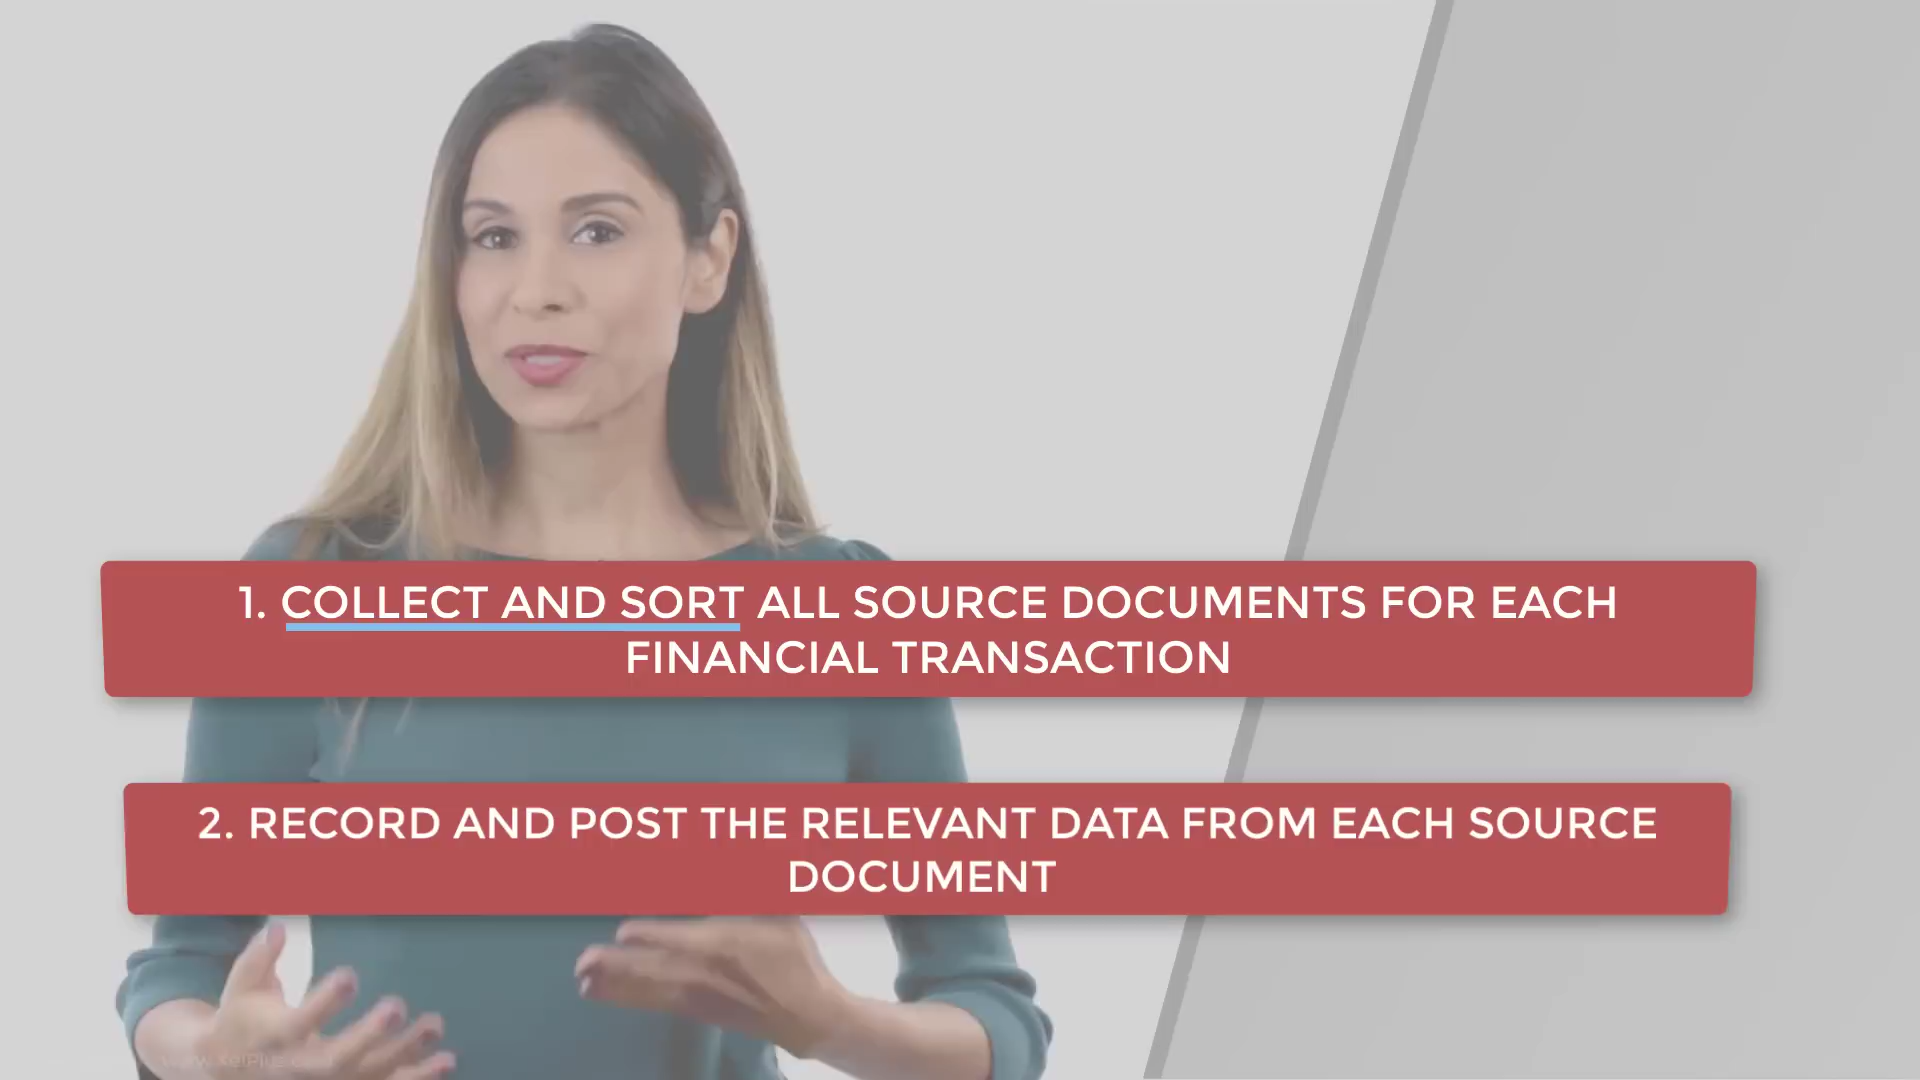 1. COLLECT AND SORT ALL SOURCE DOCUMENTS FOR EACH
FINANCIAL TRANSACTION
2. RECORD AND POST THE RELEVANT DATA FROM EACH SOURCE
DOCUMENT